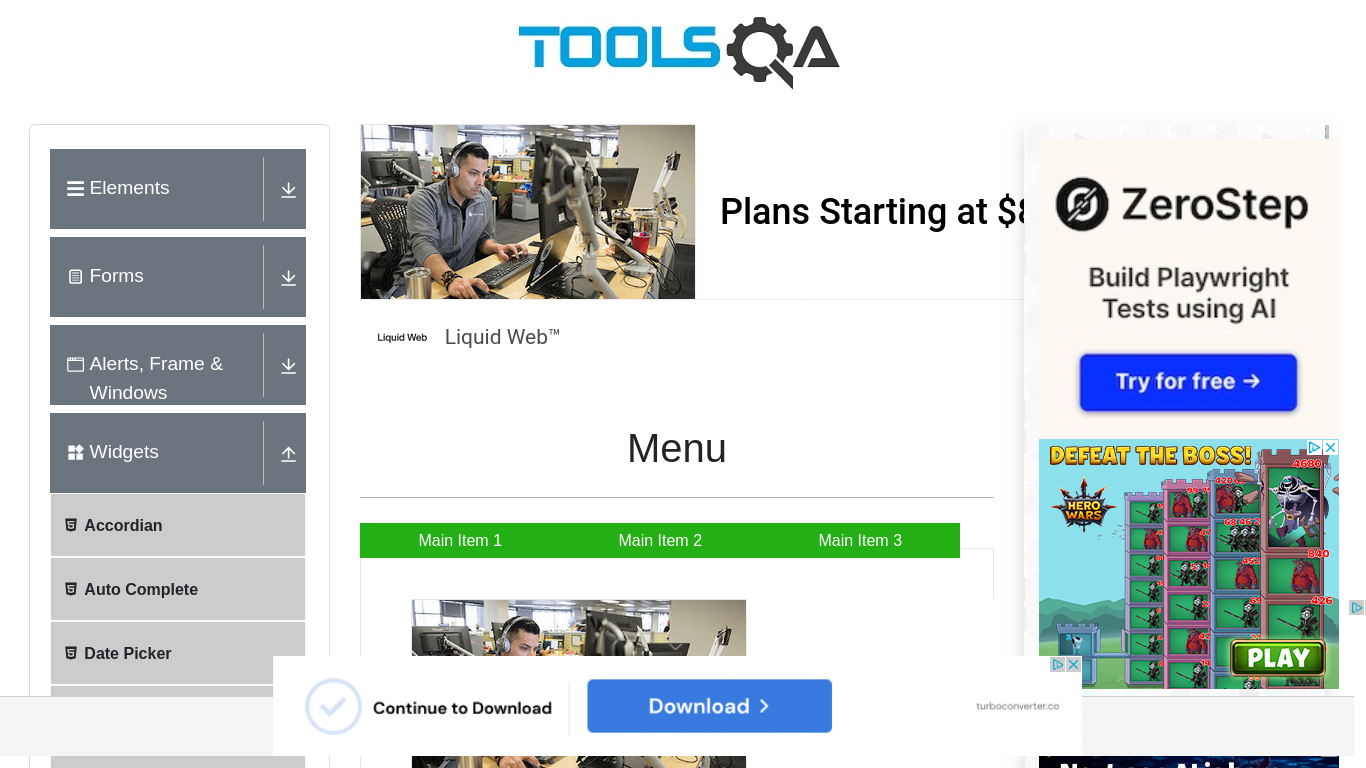 TOOLSQA
Elements
Forms
Alerts, Frame &
Windows
Widgets
Accordian
Auto Complete
Date Picker
Plans Starting at $
Liquid Web
Liquid Web™
Menu
Main Item 1
Main Item 2
Main Item 3
ZeroStep
Build Playwright
Tests using AI
Try for free →
DEFEAT THE BOSS!
HERO
WARS
4680
840
426
PLAY
Continue to Download
Download
turboconverter.co